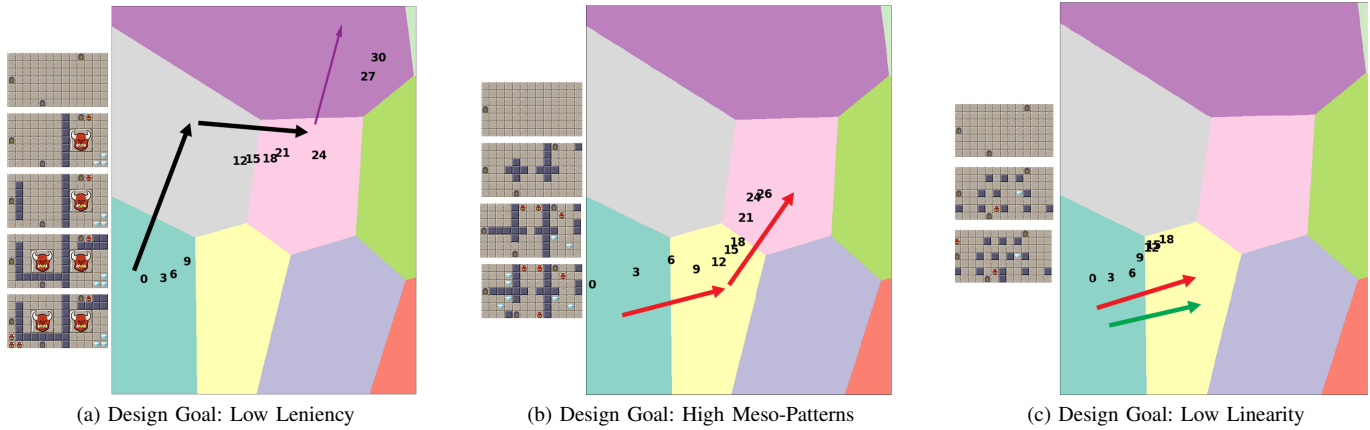 0 3 6 9 12 15 18 21 24 27 30
(a) Design Goal: Low Leniency
0 3 6 9 12 15 18 21 24 26
(b) Design Goal: High Meso-Patterns
0 3 6 9 12 15 18
(c) Design Goal: Low Linearity